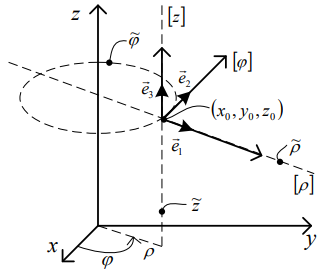 z
[z]
φ̃
[φ]
e⃗₂
e⃗₃
(x₀, y₀, z₀)
e⃗₁
ρ̃
[ρ]
z̃
x
φ
ρ
y